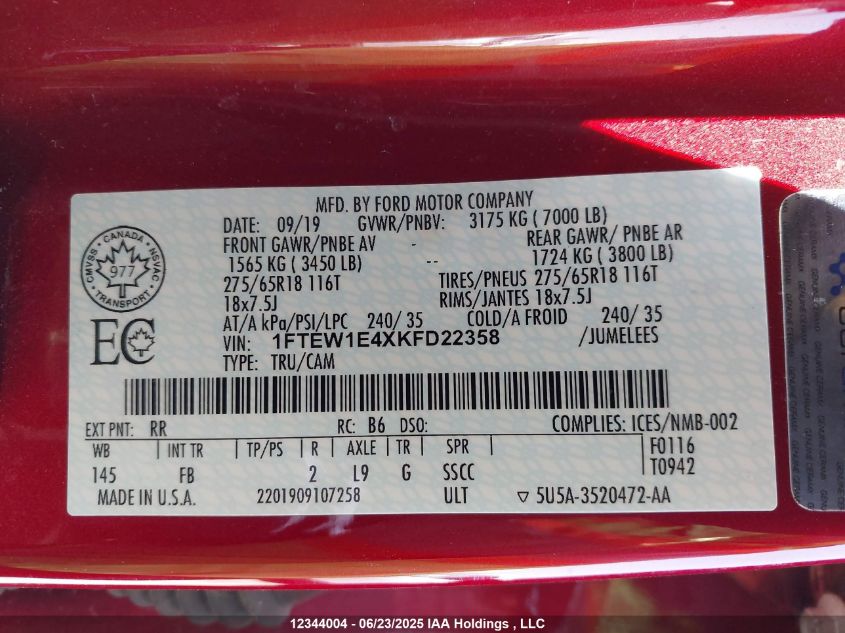 MFD. BY FORD MOTOR COMPANY
DATE: 09/19 GVWR/PNBV: 3175 KG ( 7000 LB)
FRONT GAWR/PNBE AV - REAR GAWR/ PNBE AR
1565 KG ( 3450 LB) -- 1724 KG ( 3800 LB)
275/65R18 116T TIRES/PNEUS 275/65R18 116T
18x7.5J RIMS/JANTES 18x7.5J
AT/A kPa/PSI/LPC 240/ 35 COLD/A FROID 240/ 35
VIN: 1FTEW1E4XKFD22358 /JUMELEES
TYPE: TRU/CAM
CANADA
CMVSS - NSVAC
977
TRANSPORT
EC
EXT PNT: RR RC: B6 DSO: COMPLIES: ICES/NMB-002
WB INT TR TP/PS R AXLE TR SPR F0116
145 FB 2 L9 G SSCC T0942
MADE IN U.S.A. 2201909107258 ULT ▽ 5U5A-3520472-AA
12344004 - 06/23/2025 IAA Holdings , LLC